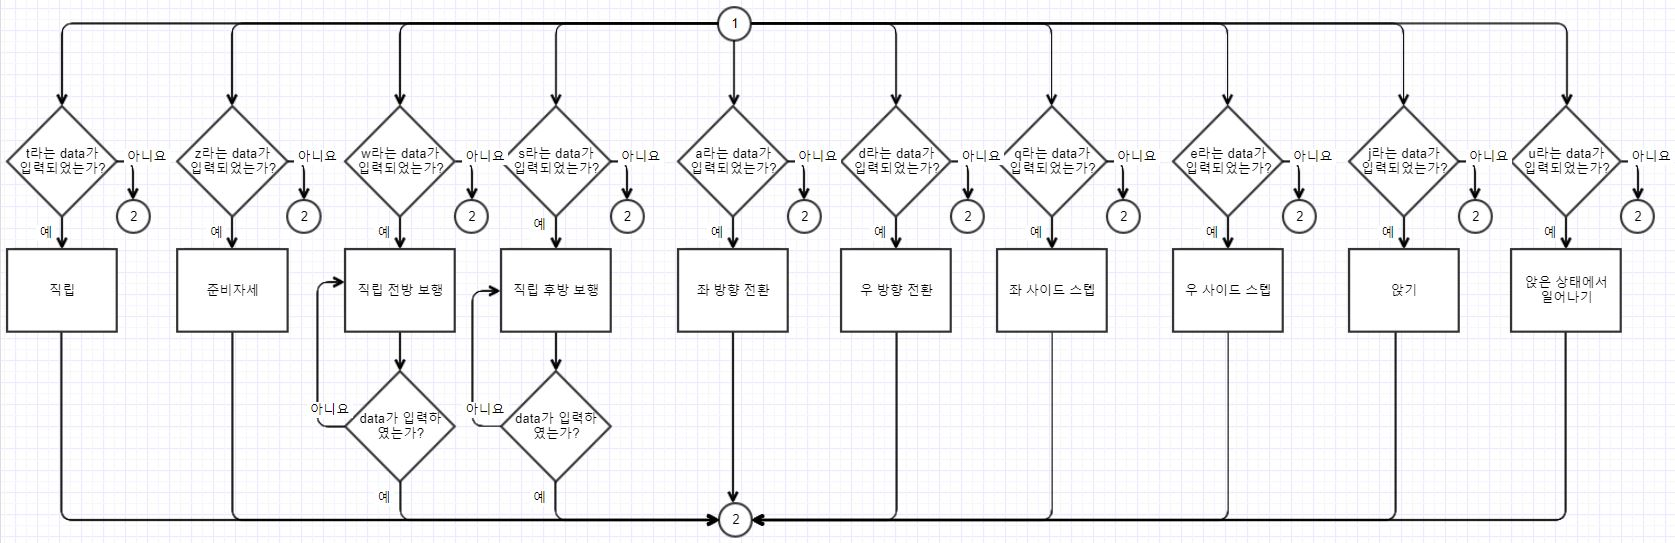 1
t라는 data가
입력되었는가?
아니요
2
예
직립
z라는 data가
입력되었는가?
아니요
2
예
준비자세
w라는 data가
입력되었는가?
아니요
2
예
직립 전방 보행
data가 입력하
였는가?
아니요
예
s라는 data가
입력되었는가?
아니요
2
예
직립 후방 보행
data가 입력하
였는가?
아니요
예
a라는 data가
입력되었는가?
아니요
2
예
좌 방향 전환
d라는 data가
입력되었는가?
아니요
2
예
우 방향 전환
q라는 data가
입력되었는가?
아니요
2
예
좌 사이드 스텝
e라는 data가
입력되었는가?
아니요
2
예
우 사이드 스텝
j라는 data가
입력되었는가?
아니요
2
예
앉기
u라는 data가
입력되었는가?
아니요
2
예
앉은 상태에서
일어나기
2